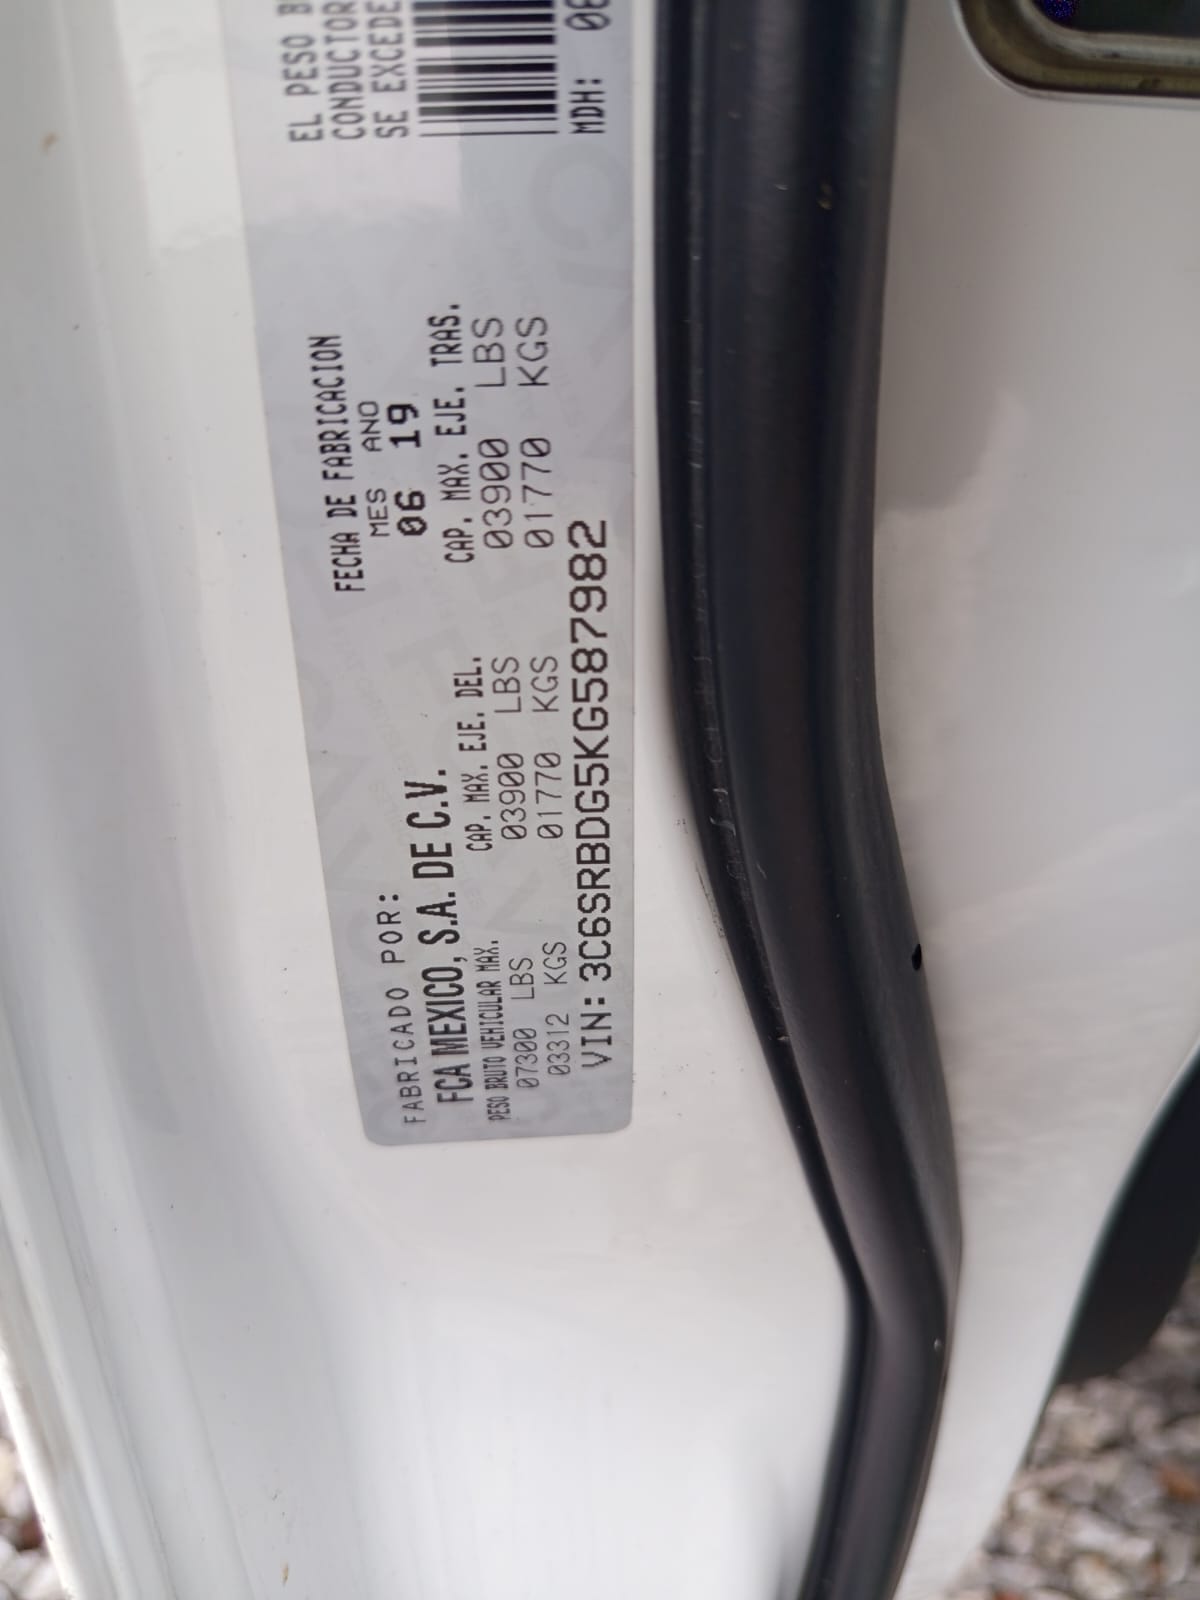 FABRICADO POR:
FCA MEXICO, S.A. DE C.V.
FECHA DE FABRICACION
MES ANO
06 19
PESO BRUTO VEHICULAR MAX.
07300 LBS
03312 KGS
CAP. MAX. EJE. DEL.
03900 LBS
01770 KGS
CAP. MAX. EJE. TRAS.
03900 LBS
01770 KGS
VIN: 3C6SRBDG5KG587982
EL PESO
CONDUCTOR
SE EXCEDE
MDH: